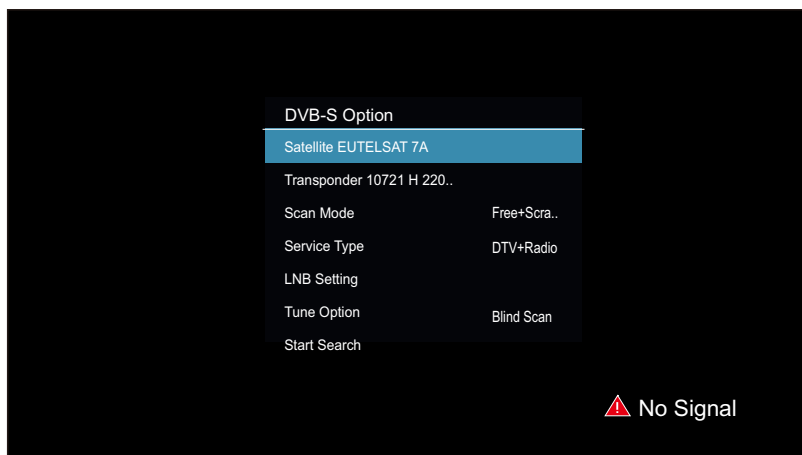 DVB-S Option
Satellite EUTELSAT 7A
Transponder 10721 H 220..
Scan Mode Free+Scra..
Service Type DTV+Radio
LNB Setting
Tune Option Blind Scan
Start Search
No Signal